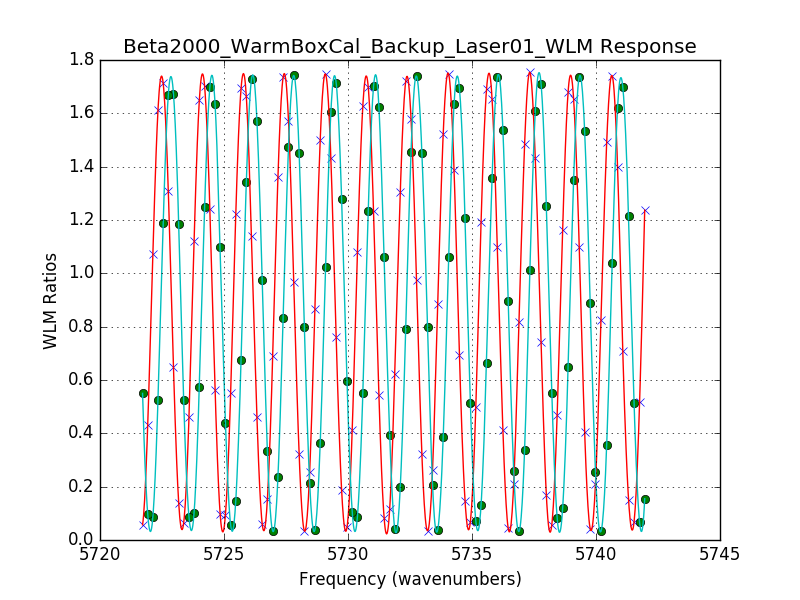 Beta2000_WarmBoxCal_Backup_Laser01_WLM Response
1.8
1.6
1.4
1.2
1.0
0.8
0.6
0.4
0.2
0.0
WLM Ratios
5720 5725 5730 5735 5740 5745
Frequency (wavenumbers)